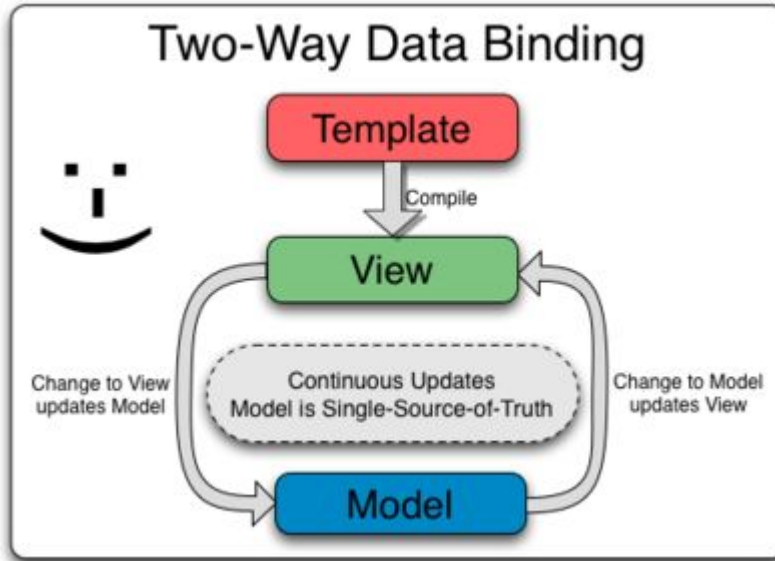 Two-Way Data Binding
Template
Compile
View
Change to View
updates Model
Continuous Updates
Model is Single-Source-of-Truth
Change to Model
updates View
Model